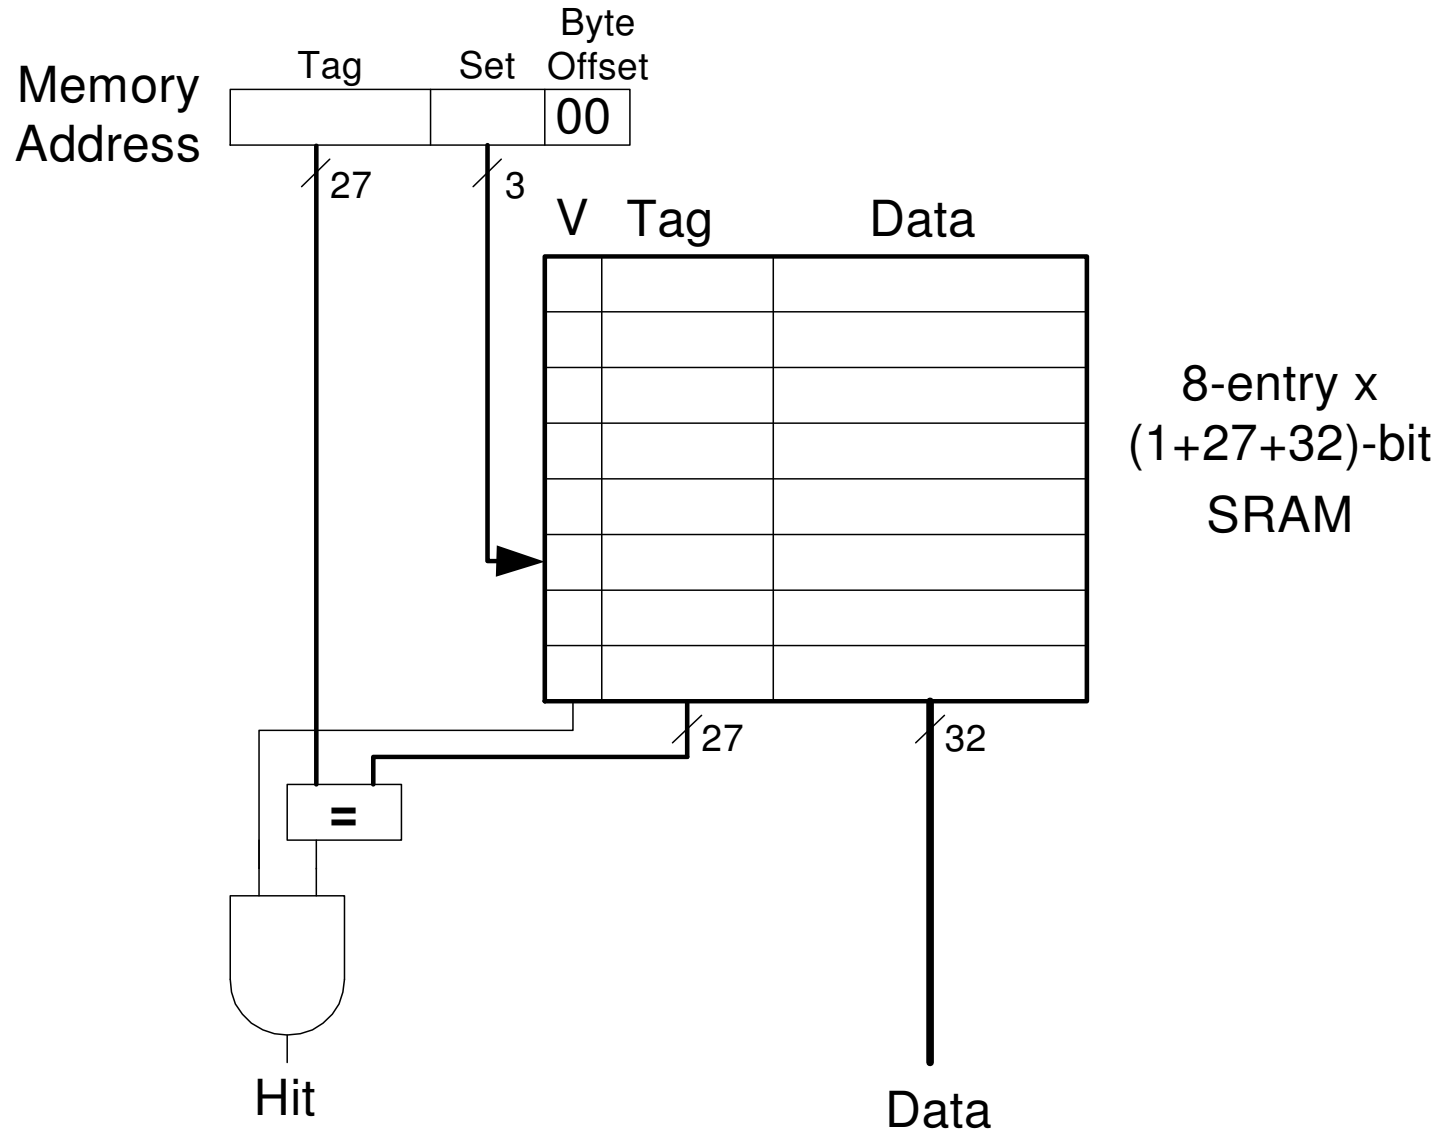 Byte
Tag Set Offset
Memory
Address
00
27 3
V Tag Data
8-entry x
(1+27+32)-bit
SRAM
27 32
=
Hit
Data